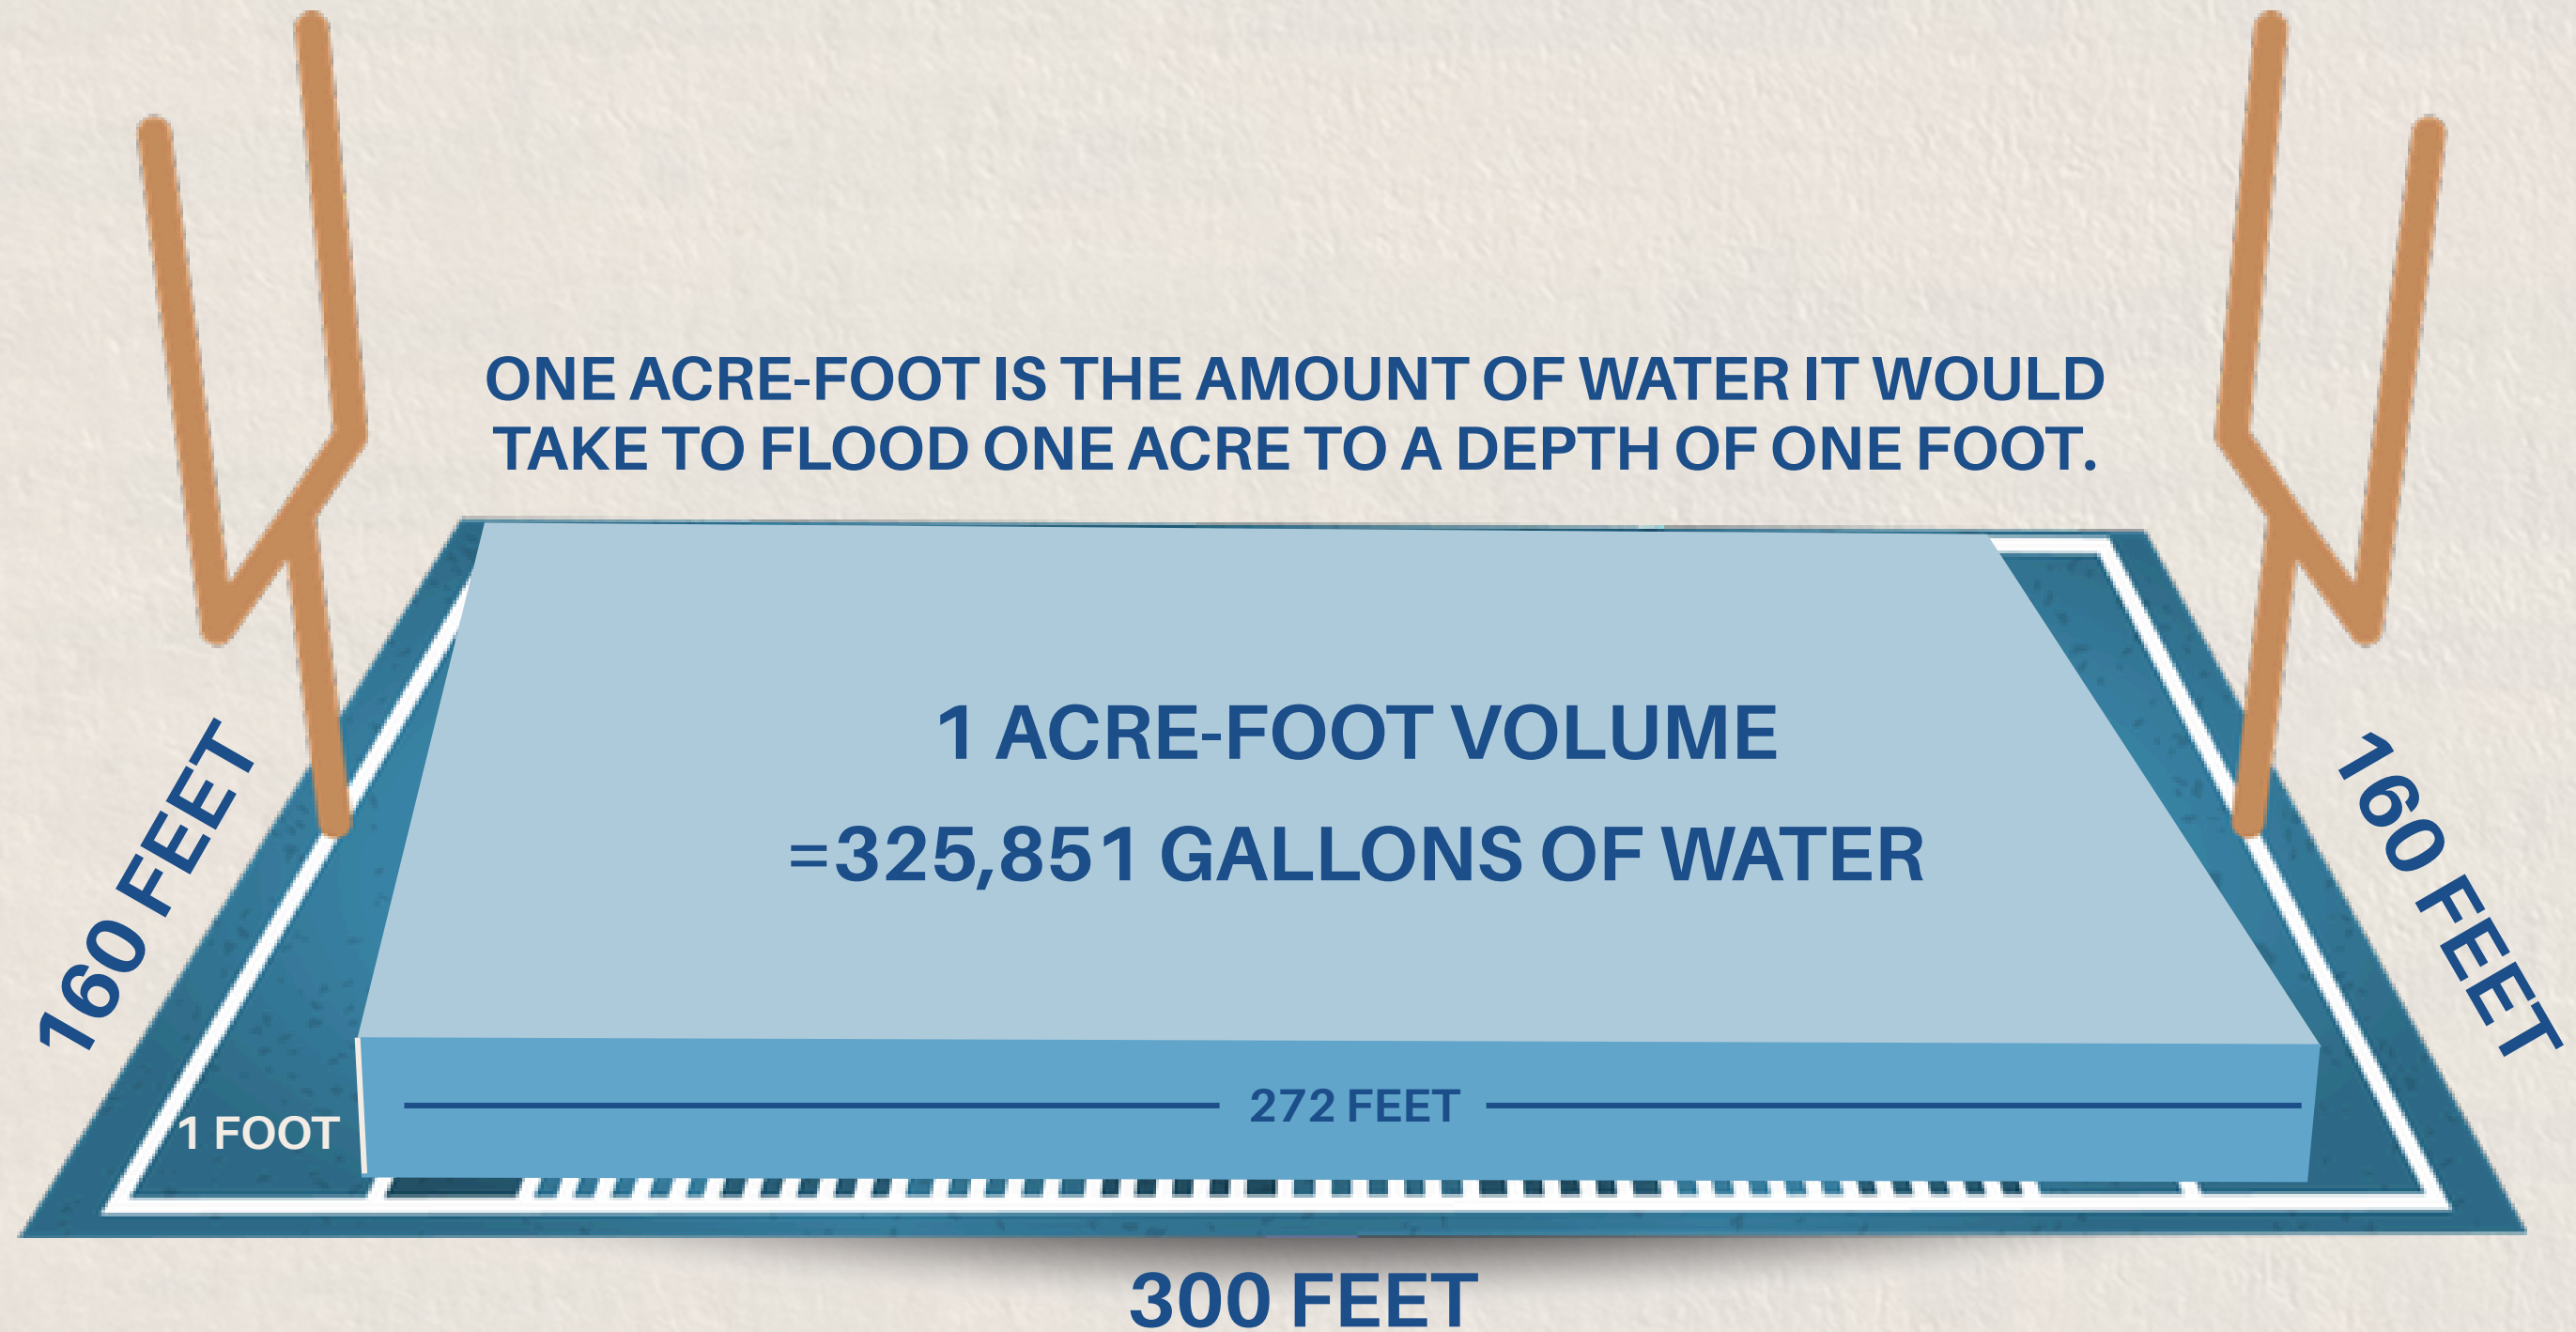 ONE ACRE-FOOT IS THE AMOUNT OF WATER IT WOULD
TAKE TO FLOOD ONE ACRE TO A DEPTH OF ONE FOOT.
1 ACRE-FOOT VOLUME
=325,851 GALLONS OF WATER
160 FEET
160 FEET
272 FEET
1 FOOT
300 FEET